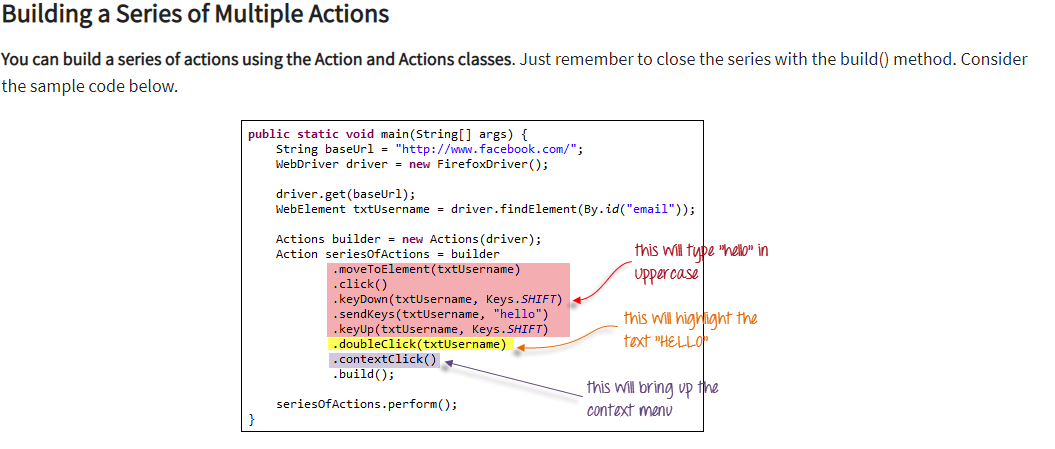 Building a Series of Multiple Actions
You can build a series of actions using the Action and Actions classes. Just remember to close the series with the build() method. Consider
the sample code below.
public static void main(String[] args) {
String baseUrl = "http://www.facebook.com/";
WebDriver driver = new FirefoxDriver();
driver.get(baseUrl);
WebElement txtUsername = driver.findElement(By.id("email"));
Actions builder = new Actions(driver);
Action seriesOfActions = builder
.moveToElement(txtUsername)
.click()
.keyDown(txtUsername, Keys.SHIFT)
.sendKeys(txtUsername, "hello")
.keyUp(txtUsername, Keys.SHIFT)
.doubleClick(txtUsername)
.contextClick()
.build();
seriesOfActions.perform();
}
this will type "hello" in
uppercase
this will highlight the
text "HELLO"
this will bring up the
context menu